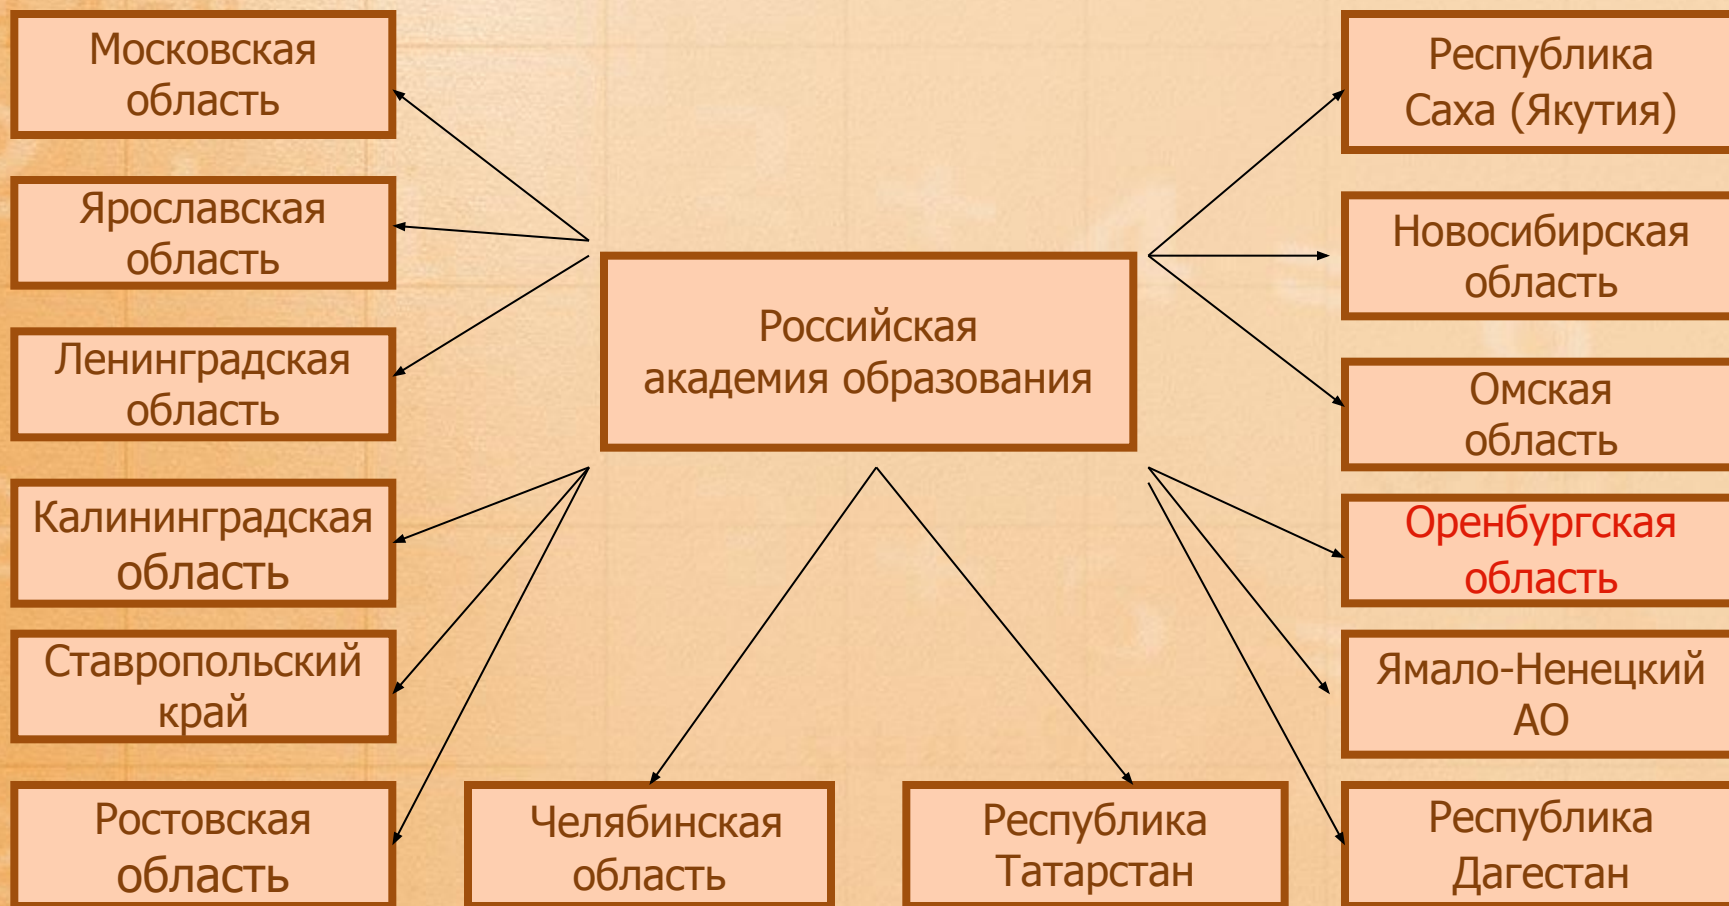 Московская
область
Ярославская
область
Ленинградская
область
Калининградская
область
Ставропольский
край
Ростовская
область
Российская
академия образования
Челябинская
область
Республика
Татарстан
Республика
Саха (Якутия)
Новосибирская
область
Омская
область
Оренбургская
область
Ямало-Ненецкий
АО
Республика
Дагестан